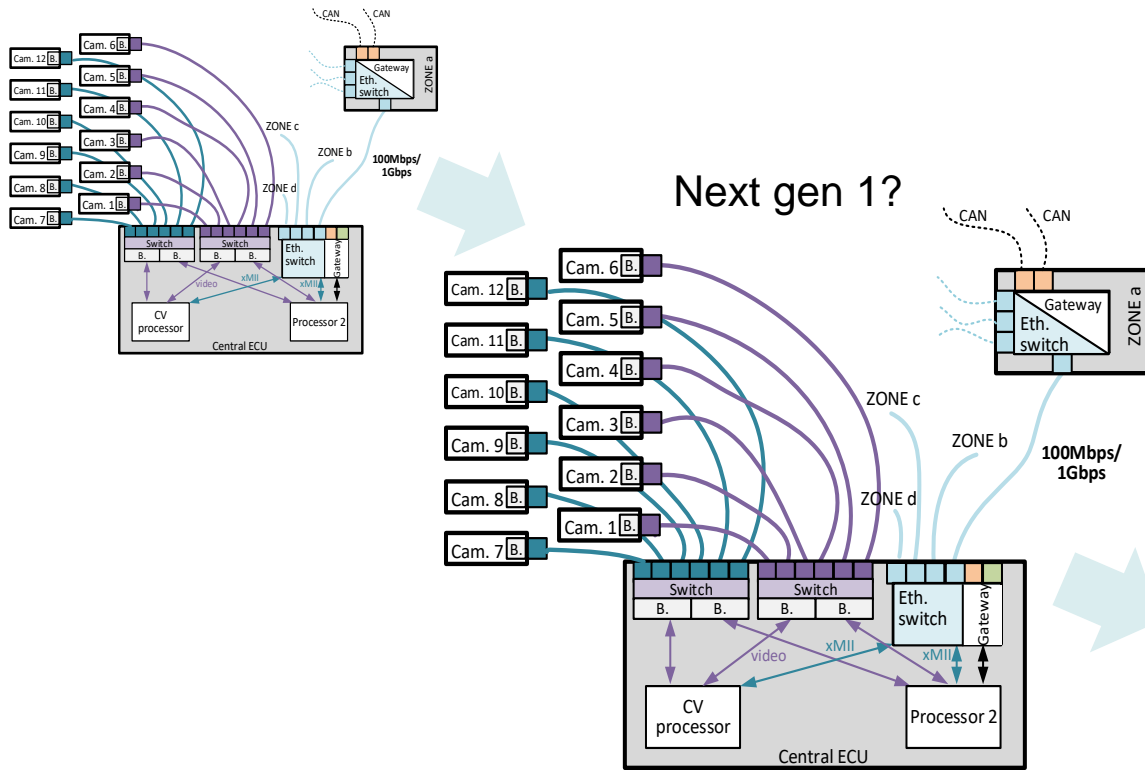 CAN
CAN
Cam. 6 B.
Cam. 12 B.
Cam. 5 B.
Cam. 11 B.
Cam. 4 B.
Cam. 10 B.
Cam. 3 B.
Cam. 9 B.
Cam. 2 B.
Cam. 8 B.
Cam. 1 B.
Cam. 7 B.
Gateway
Eth.
switch
ZONE a
ZONE c
ZONE b
ZONE d
100Mbps/
1Gbps
Switch
B. B.
Switch
B. B.
Eth.
switch
Gateway
video
xMII
xMII
CV
processor
Processor 2
Central ECU
Next gen 1?
CAN
CAN
Cam. 6 B.
Cam. 12 B.
Cam. 5 B.
Cam. 11 B.
Cam. 4 B.
Cam. 10 B.
Cam. 3 B.
Cam. 9 B.
Cam. 2 B.
Cam. 8 B.
Cam. 1 B.
Cam. 7 B.
Gateway
Eth.
switch
ZONE a
ZONE c
ZONE b
ZONE d
100Mbps/
1Gbps
Switch
B. B.
Switch
B. B.
Eth.
switch
Gateway
video
xMII
xMII
CV
processor
Processor 2
Central ECU